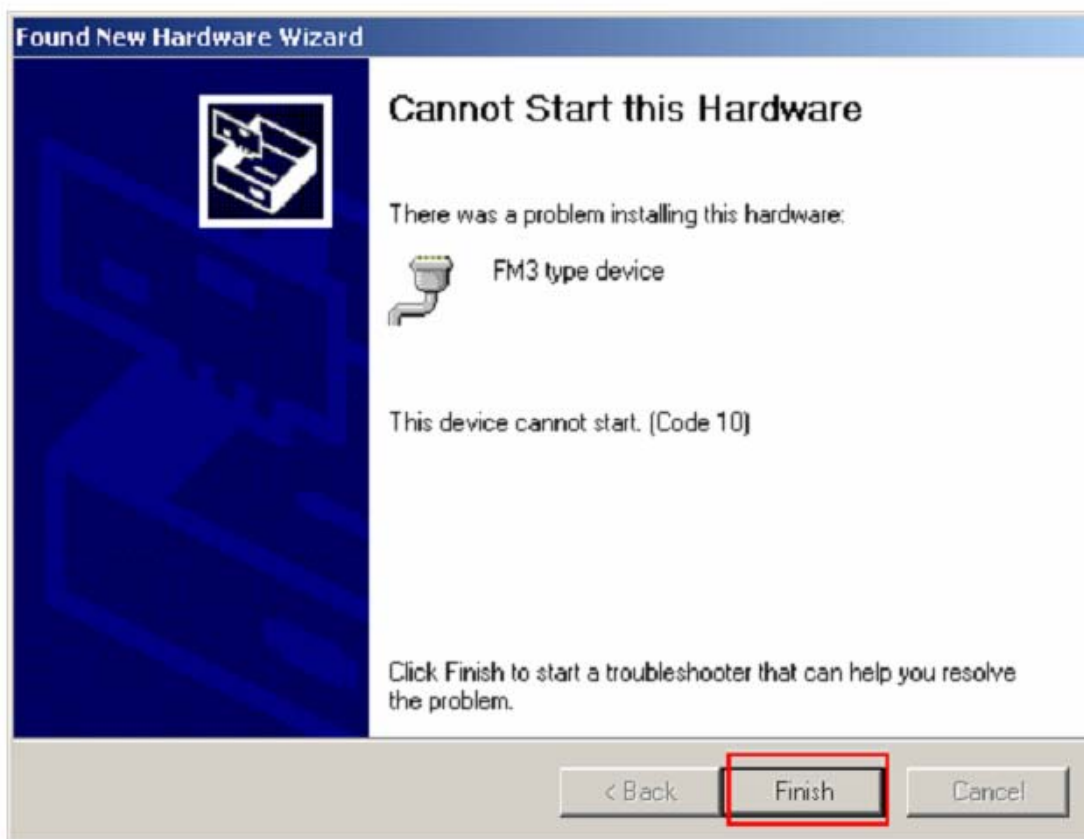 Found New Hardware Wizard
Cannot Start this Hardware
There was a problem installing this hardware:
FM3 type device
This device cannot start. (Code 10)
Click Finish to start a troubleshooter that can help you resolve
the problem.
< Back Finish Cancel